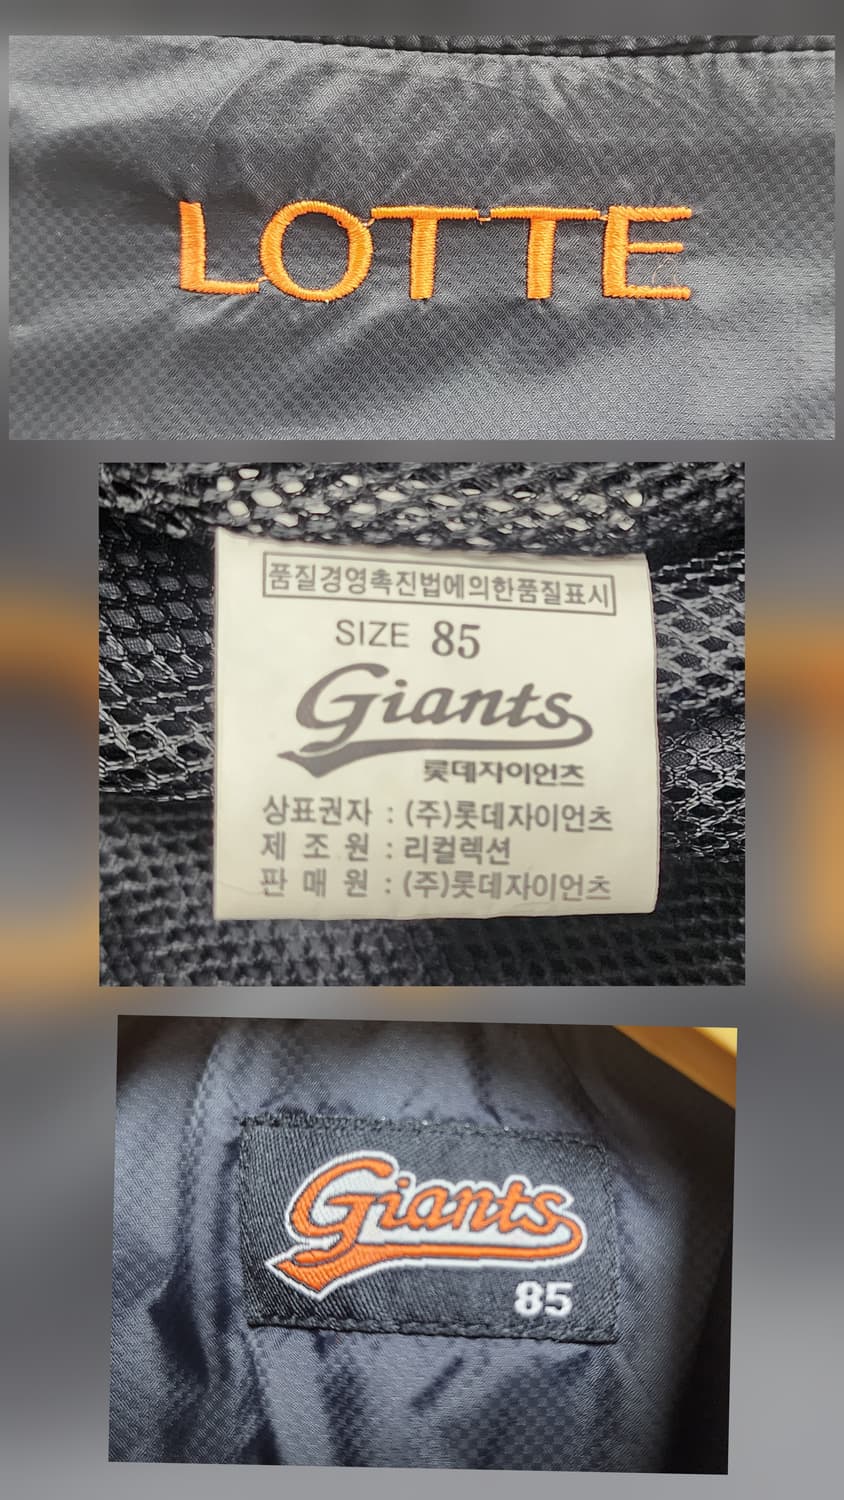 LOTTE
품질경영촉진법에의한품질표시
SIZE 85
Giants
롯데자이언츠
상표권자 : (주)롯데자이언츠
제 조 원 : 리컬렉션
판 매 원 : (주)롯데자이언츠
Giants
85